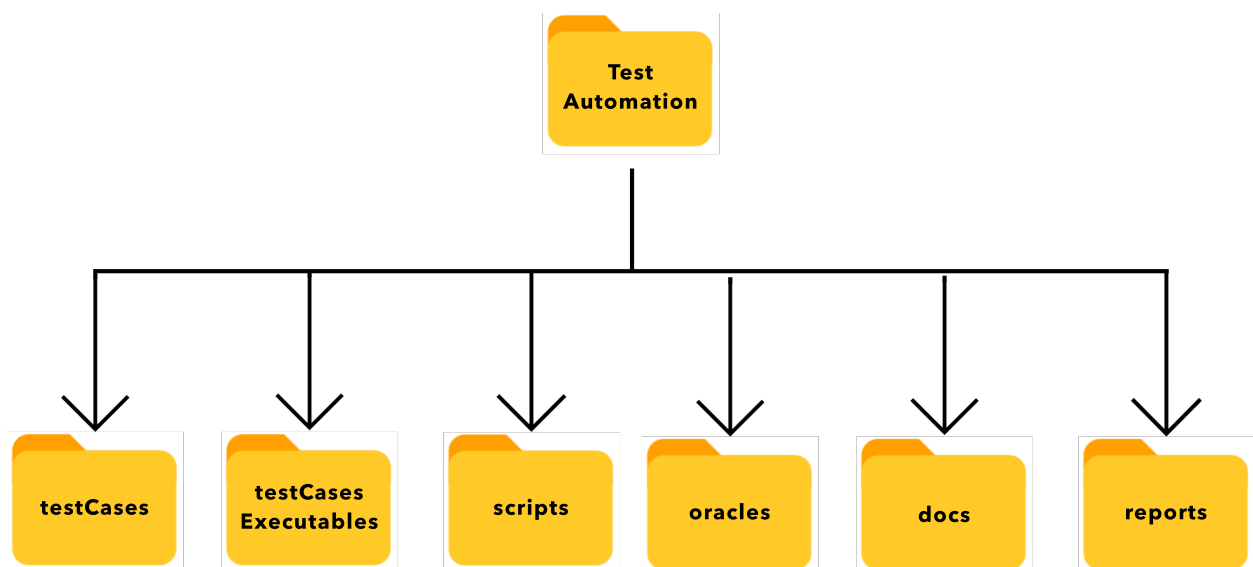 Test
Automation
testCases
testCases
Executables
scripts
oracles
docs
reports